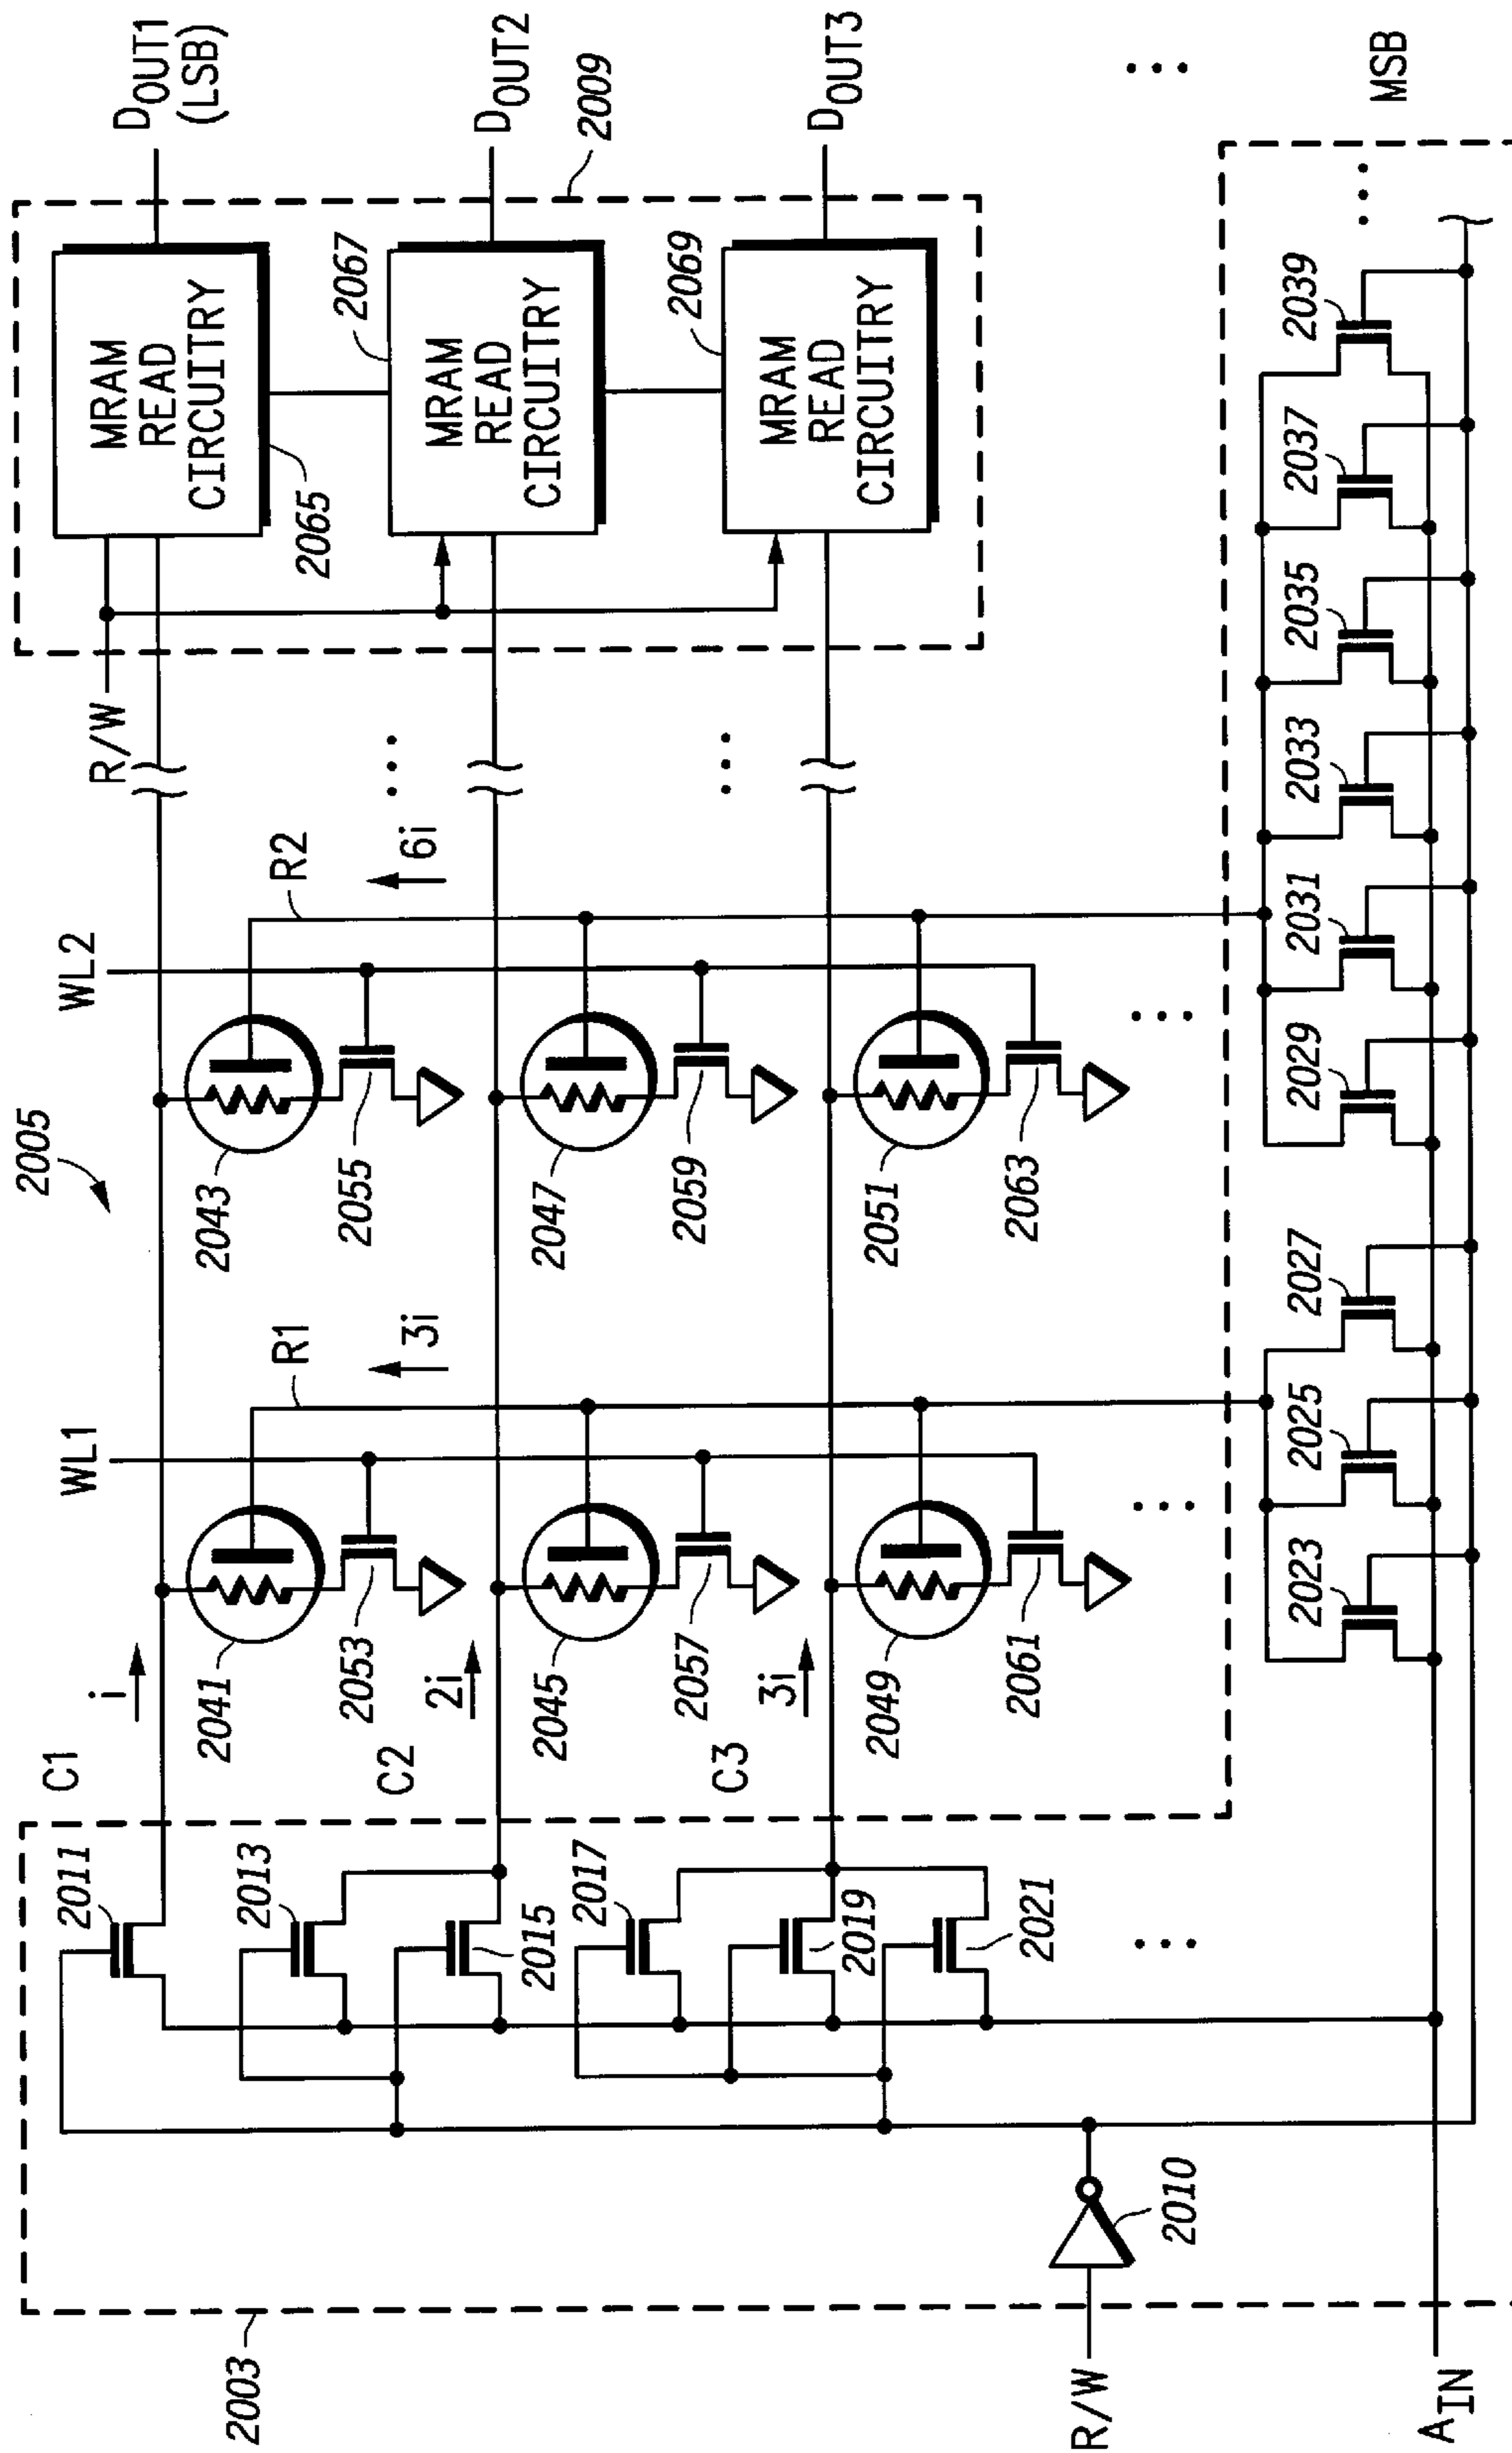 2005
C1
i
2041
2053
WL1
R1
3i
2043
2055
WL2
R2
6i
R/W
MRAM
READ
CIRCUITRY
2065
DOUT1
(LSB)
C2
2i
2045
2057
2047
2059
...
MRAM
READ
CIRCUITRY
2067
DOUT2
2009
C3
3i
2049
2061
2051
2063
...
MRAM
READ
CIRCUITRY
2069
DOUT3
...
...
...
MSB
2003
2011
2013
2015
2017
2019
2021
...
R/W
2010
AIN
2023
2025
2027
2029
2031
2033
2035
2037
2039
...